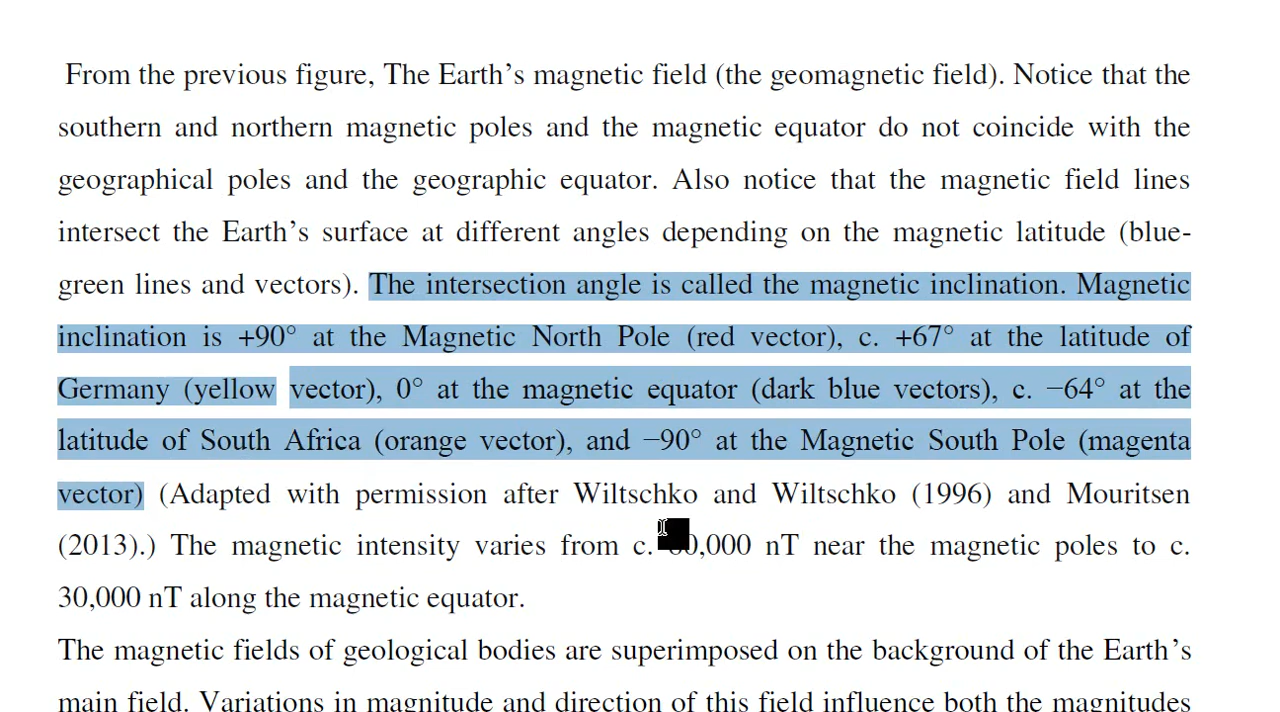 From the previous figure, The Earth’s magnetic field (the geomagnetic field). Notice that the
southern and northern magnetic poles and the magnetic equator do not coincide with the
geographical poles and the geographic equator. Also notice that the magnetic field lines
intersect the Earth’s surface at different angles depending on the magnetic latitude (blue-
green lines and vectors). The intersection angle is called the magnetic inclination. Magnetic
inclination is +90° at the Magnetic North Pole (red vector), c. +67° at the latitude of
Germany (yellow vector), 0° at the magnetic equator (dark blue vectors), c. −64° at the
latitude of South Africa (orange vector), and −90° at the Magnetic South Pole (magenta
vector) (Adapted with permission after Wiltschko and Wiltschko (1996) and Mouritsen
(2013).) The magnetic intensity varies from c. nT near the magnetic poles to c.
30,000 nT along the magnetic equator.
The magnetic fields of geological bodies are superimposed on the background of the Earth’s
main field. Variations in magnitude and direction of this field influence both the magnitudes